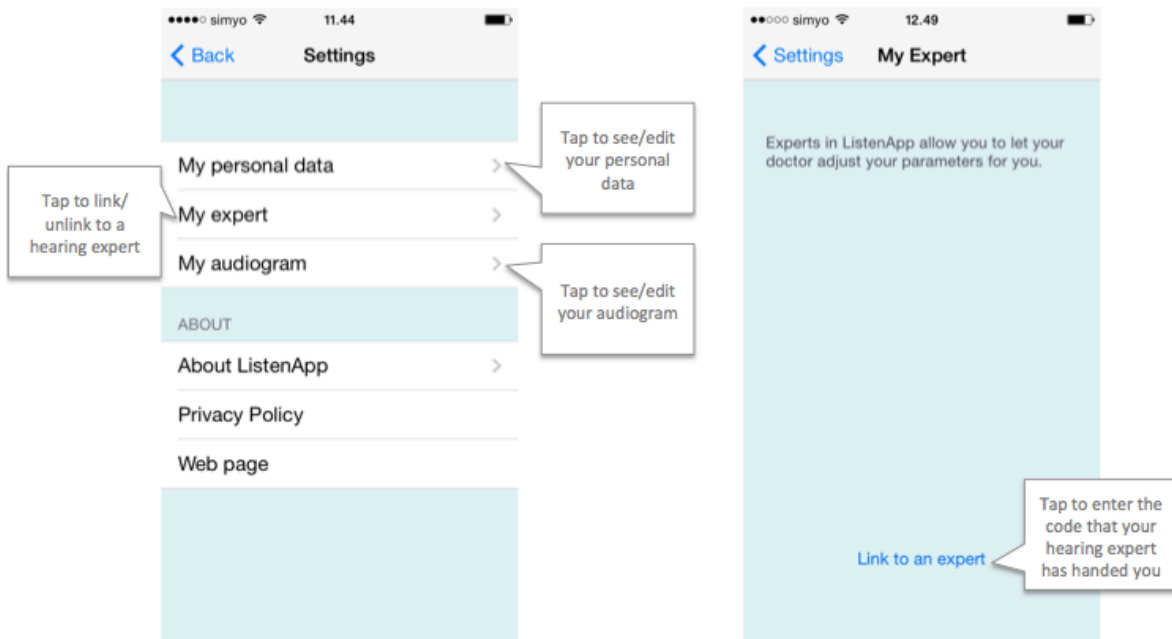 simyo 11.44
Back Settings
My personal data
My expert
My audiogram
ABOUT
About ListenApp
Privacy Policy
Web page
Tap to link/
unlink to a
hearing expert
Tap to see/edit
your personal
data
Tap to see/edit
your audiogram
simyo 12.49
Settings My Expert
Experts in ListenApp allow you to let your
doctor adjust your parameters for you.
Link to an expert
Tap to enter the
code that your
hearing expert
has handed you